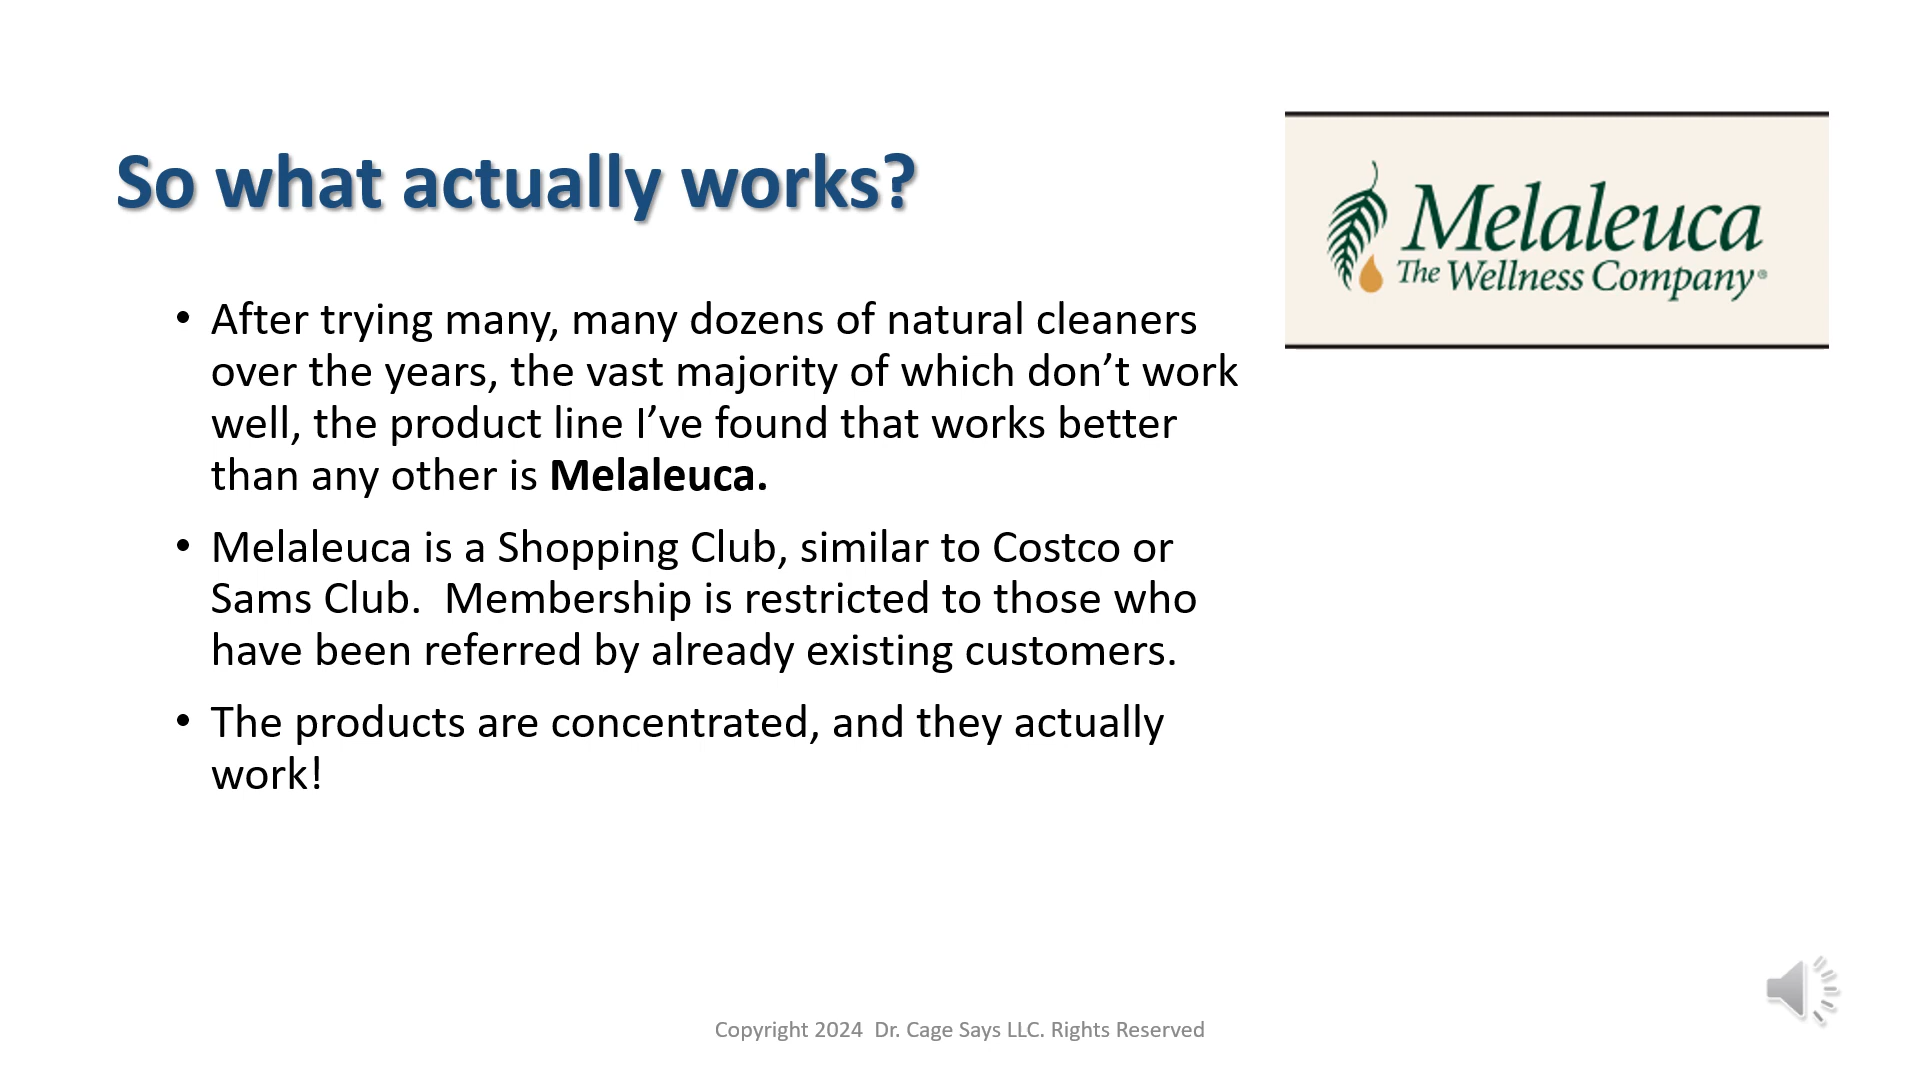 So what actually works?
Melaleuca
The Wellness Company®
• After trying many, many dozens of natural cleaners
over the years, the vast majority of which don’t work
well, the product line I’ve found that works better
than any other is Melaleuca.
• Melaleuca is a Shopping Club, similar to Costco or
Sams Club.  Membership is restricted to those who
have been referred by already existing customers.
• The products are concentrated, and they actually
work!
Copyright 2024  Dr. Cage Says LLC. Rights Reserved